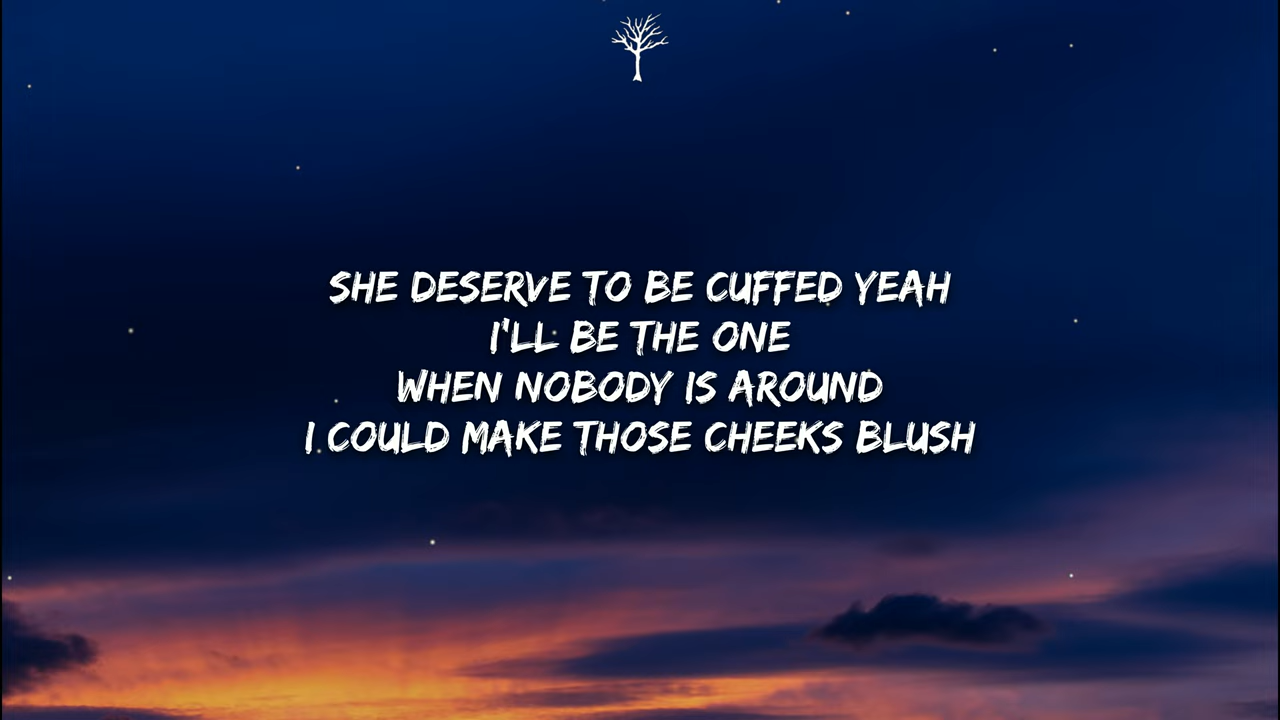 SHE DESERVE TO BE CUFFED YEAH
I'LL BE THE ONE
WHEN NOBODY IS AROUND
I COULD MAKE THOSE CHEEKS BLUSH